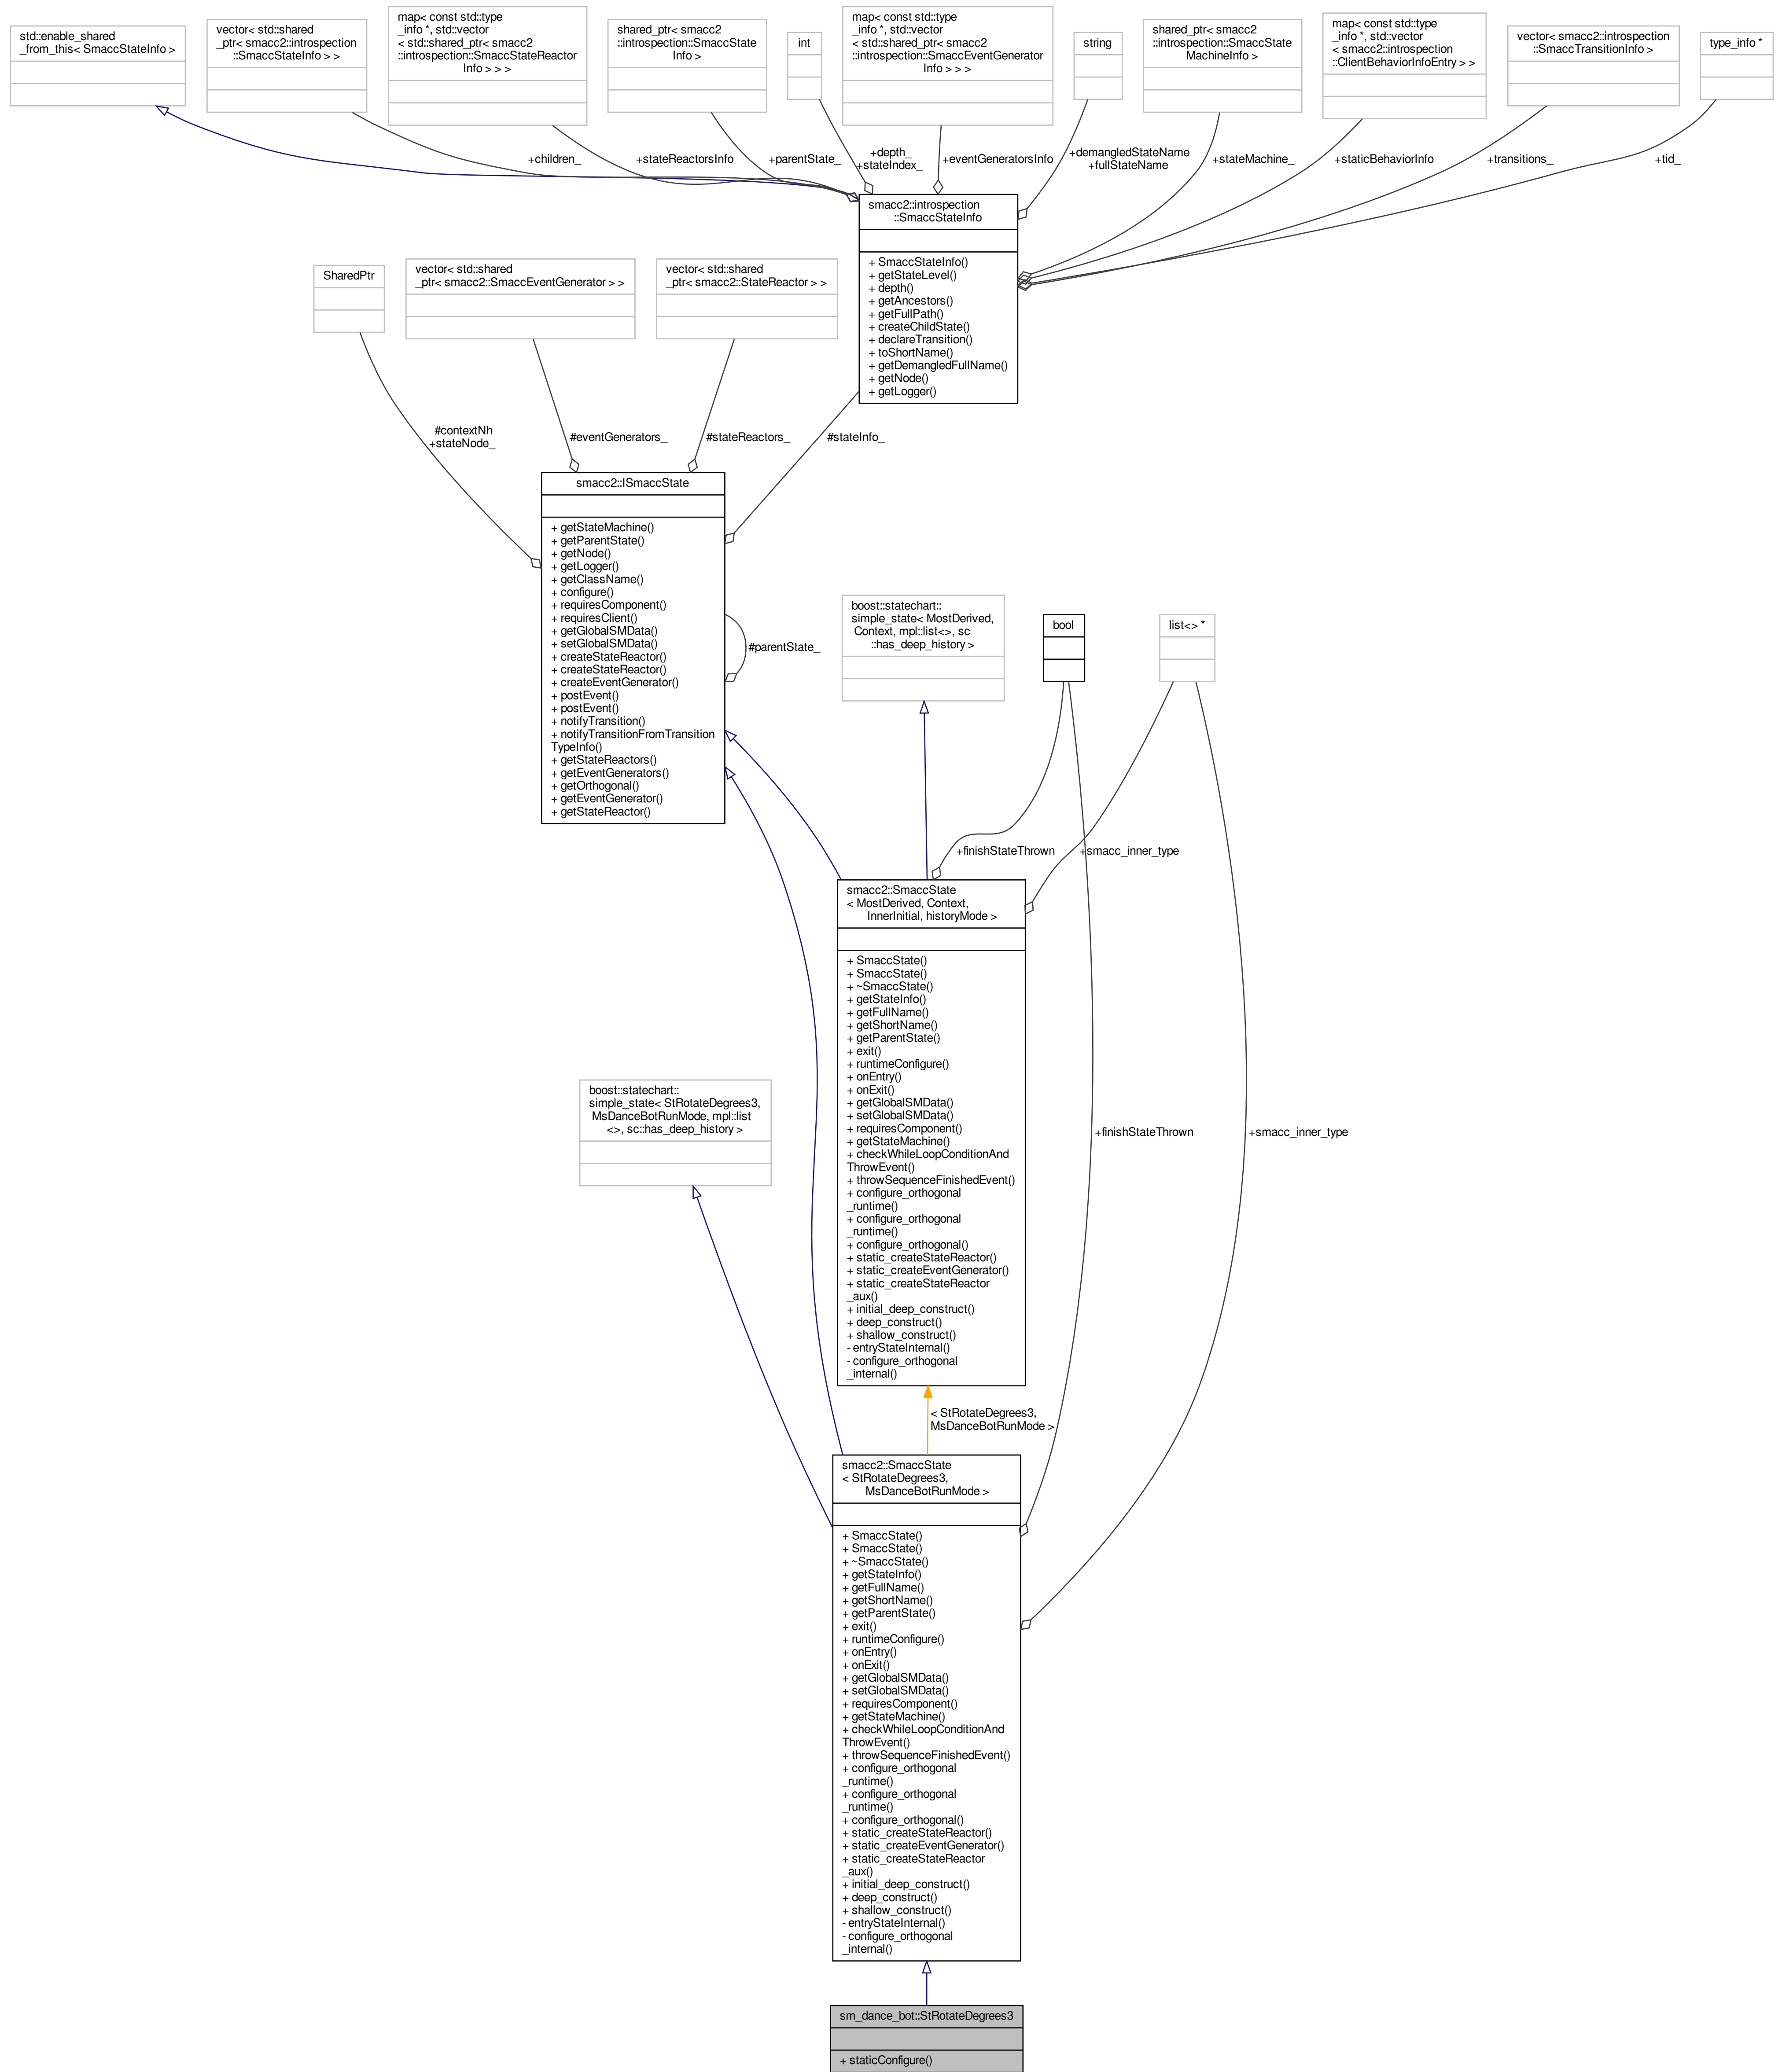 std::enable_shared
_from_this< SmaccStateInfo >
vector< std::shared
_ptr< smacc2::introspection
::SmaccStateInfo > >
map< const std::type
_info *, std::vector
< std::shared_ptr< smacc2
::introspection::SmaccStateReactor
Info > > >
shared_ptr< smacc2
::introspection::SmaccState
Info >
int
map< const std::type
_info *, std::vector
< std::shared_ptr< smacc2
::introspection::SmaccEventGenerator
Info > > >
string
shared_ptr< smacc2
::introspection::SmaccState
MachineInfo >
map< const std::type
_info *, std::vector
< smacc2::introspection
::ClientBehaviorInfoEntry > >
vector< smacc2::introspection
::SmaccTransitionInfo >
type_info *
+children_
+stateReactorsInfo
+parentState_
+depth_
+stateIndex_
+eventGeneratorsInfo
+demangledStateName
+fullStateName
+stateMachine_
+staticBehaviorInfo
+transitions_
+tid_
smacc2::introspection
::SmaccStateInfo
+ SmaccStateInfo()
+ getStateLevel()
+ depth()
+ getAncestors()
+ getFullPath()
+ createChildState()
+ declareTransition()
+ toShortName()
+ getDemangledFullName()
+ getNode()
+ getLogger()
SharedPtr
vector< std::shared
_ptr< smacc2::SmaccEventGenerator > >
vector< std::shared
_ptr< smacc2::StateReactor > >
#contextNh
+stateNode_
#eventGenerators_
#stateReactors_
#stateInfo_
smacc2::ISmaccState
+ getStateMachine()
+ getParentState()
+ getNode()
+ getLogger()
+ getClassName()
+ configure()
+ requiresComponent()
+ requiresClient()
+ getGlobalSMData()
+ setGlobalSMData()
+ createStateReactor()
+ createStateReactor()
+ createEventGenerator()
+ postEvent()
+ postEvent()
+ notifyTransition()
+ notifyTransitionFromTransition
TypeInfo()
+ getStateReactors()
+ getEventGenerators()
+ getOrthogonal()
+ getEventGenerator()
+ getStateReactor()
#parentState_
boost::statechart::
simple_state< MostDerived,
Context, mpl::list<>, sc
::has_deep_history >
bool
list<> *
+finishStateThrown
+smacc_inner_type
smacc2::SmaccState
< MostDerived, Context,
InnerInitial, historyMode >
+ SmaccState()
+ SmaccState()
+ ~SmaccState()
+ getStateInfo()
+ getFullName()
+ getShortName()
+ getParentState()
+ exit()
+ runtimeConfigure()
+ onEntry()
+ onExit()
+ getGlobalSMData()
+ setGlobalSMData()
+ requiresComponent()
+ getStateMachine()
+ checkWhileLoopConditionAnd
ThrowEvent()
+ throwSequenceFinishedEvent()
+ configure_orthogonal
_runtime()
+ configure_orthogonal
_runtime()
+ configure_orthogonal()
+ static_createStateReactor()
+ static_createEventGenerator()
+ static_createStateReactor
_aux()
+ initial_deep_construct()
+ deep_construct()
+ shallow_construct()
- entryStateInternal()
- configure_orthogonal
_internal()
boost::statechart::
simple_state< StRotateDegrees3,
MsDanceBotRunMode, mpl::list
<>, sc::has_deep_history >
+finishStateThrown
+smacc_inner_type
< StRotateDegrees3,
MsDanceBotRunMode >
smacc2::SmaccState
< StRotateDegrees3,
MsDanceBotRunMode >
+ SmaccState()
+ SmaccState()
+ ~SmaccState()
+ getStateInfo()
+ getFullName()
+ getShortName()
+ getParentState()
+ exit()
+ runtimeConfigure()
+ onEntry()
+ onExit()
+ getGlobalSMData()
+ setGlobalSMData()
+ requiresComponent()
+ getStateMachine()
+ checkWhileLoopConditionAnd
ThrowEvent()
+ throwSequenceFinishedEvent()
+ configure_orthogonal
_runtime()
+ configure_orthogonal
_runtime()
+ configure_orthogonal()
+ static_createStateReactor()
+ static_createEventGenerator()
+ static_createStateReactor
_aux()
+ initial_deep_construct()
+ deep_construct()
+ shallow_construct()
- entryStateInternal()
- configure_orthogonal
_internal()
sm_dance_bot::StRotateDegrees3
+ staticConfigure()